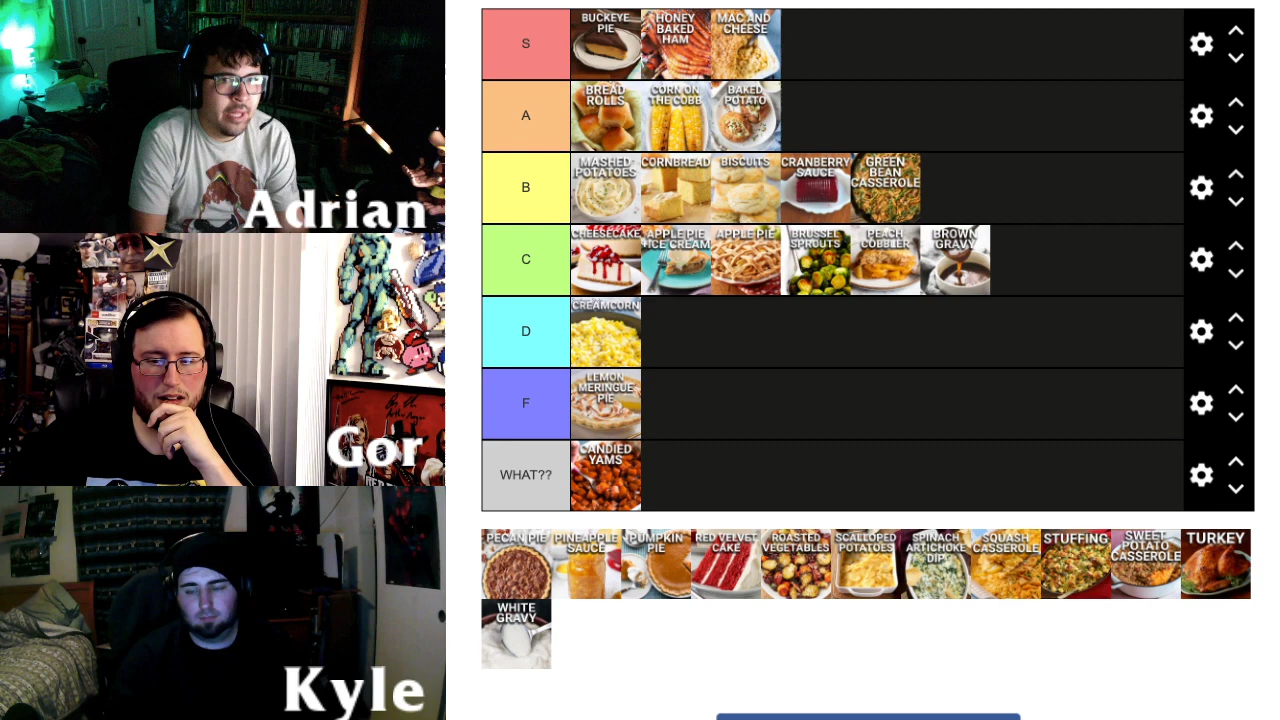 Adrian
Gor
Kyle
S
BUCKEYE
PIE
HONEY
BAKED
HAM
MAC AND
CHEESE
A
BREAD
ROLLS
CORN ON
THE COBB
BAKED
POTATO
B
MASHED
POTATOES
CORNBREAD
BISCUITS
CRANBERRY
SAUCE
GREEN
BEAN
CASSEROLE
C
CHEESECAKE
APPLE PIE
+ICE CREAM
APPLE PIE
BRUSSEL
SPROUTS
PEACH
COBBLER
BROWN
GRAVY
D
CREAMCORN
F
LEMON
MERINGUE
PIE
WHAT??
CANDIED
YAMS
PECAN PIE
PINEAPPLE
SAUCE
PUMPKIN
PIE
RED VELVET
CAKE
ROASTED
VEGETABLES
SCALLOPED
POTATOES
SPINACH
ARTICHOKE
DIP
SQUASH
CASSEROLE
STUFFING
SWEET
POTATO
CASSEROLE
TURKEY
WHITE
GRAVY